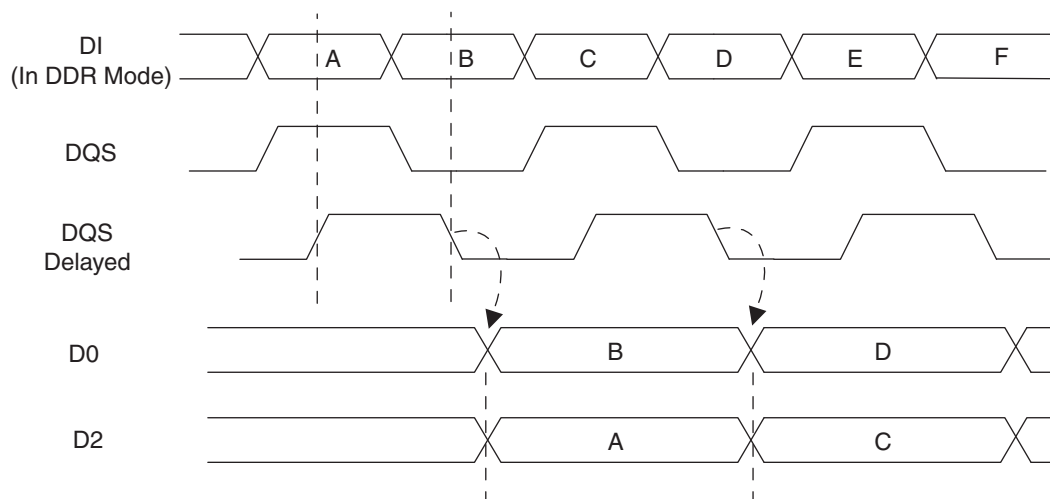 DI
(In DDR Mode)
A B C D E F
DQS
DQS
Delayed
D0
B D
D2
A C